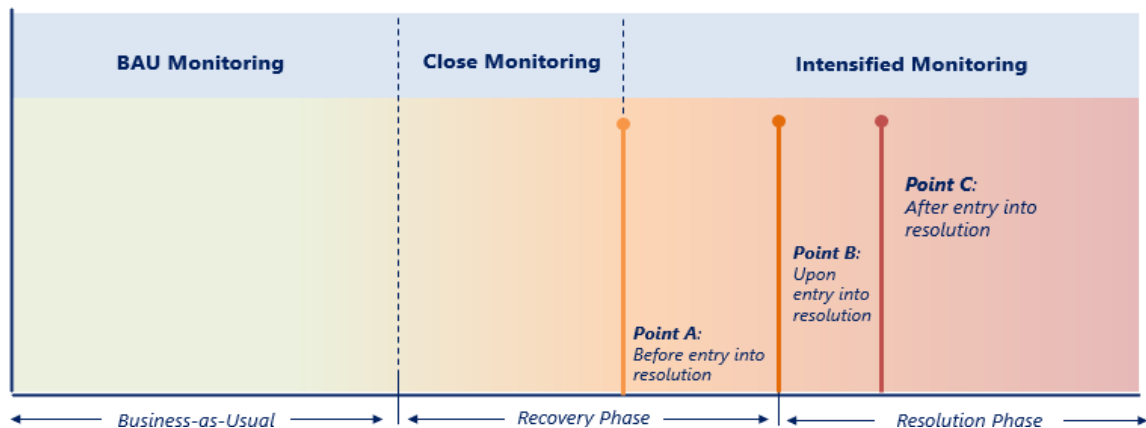 BAU Monitoring
Close Monitoring
Intensified Monitoring
Point C:
After entry into
resolution
Point B:
Upon
entry into
resolution
Point A:
Before entry into
resolution
Business-as-Usual
Recovery Phase
Resolution Phase